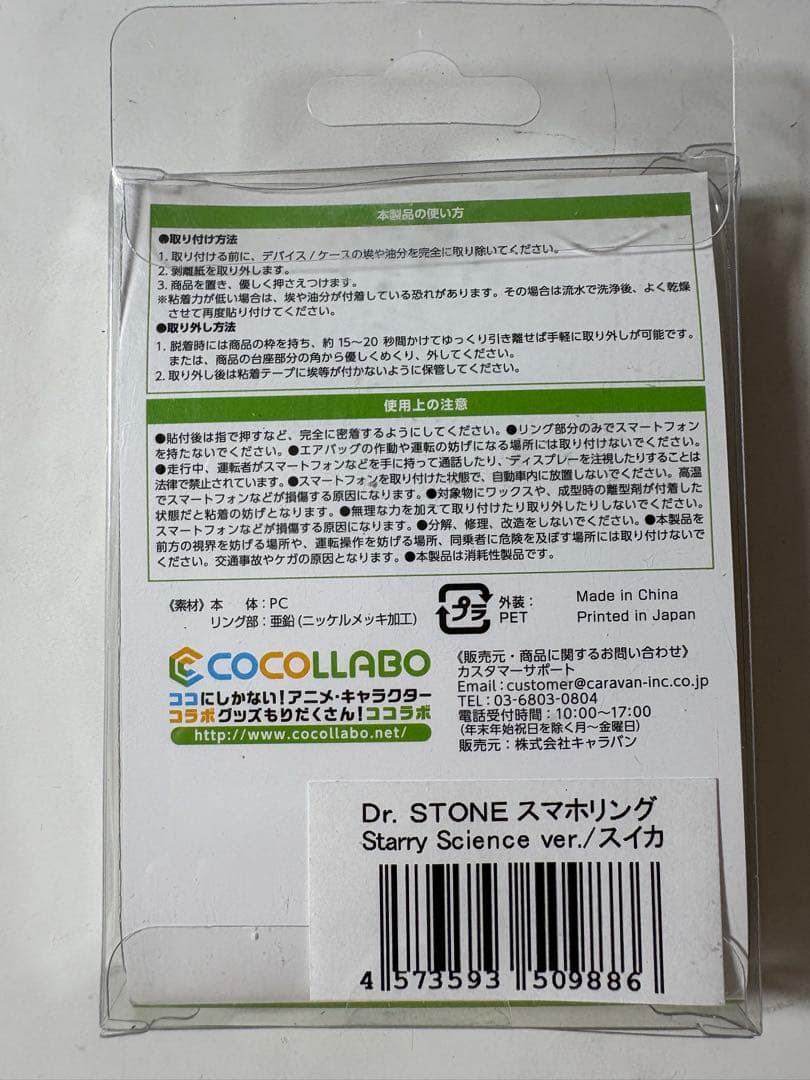 本製品の使い方
●取り付け方法
1. 取り付ける前に、デバイス / ケースの埃や油分を完全に取り除いてください。
2. 剥離紙を取り外します。
3. 商品を置き、優しく押さえつけます。
※粘着力が低い場合は、埃や油分が付着している恐れがあります。その場合は流水で洗浄後、よく乾燥
させて再度貼り付けてください。
●取り外し方法
1. 脱着時には商品の枠を持ち、約 15〜20 秒間かけてゆっくり引き離せば手軽に取り外しが可能です。
または、商品の台座部分の角から優しくめくり、外してください。
2. 取り外し後は粘着テープに埃等が付かないように保管してください。
使用上の注意
●貼付後は指で押すなど、完全に密着するようにしてください。●リング部分のみでスマートフォン
を持たないでください。●エアバッグの作動や運転の妨げになる場所には取り付けないでください。
●走行中、運転者がスマートフォンなどを手に持って通話したり、ディスプレーを注視したりすることは
法律で禁止されています。●スマートフォンを取り付けた状態で、自動車内に放置しないでください。高温
でスマートフォンなどが損傷する原因になります。●対象物にワックスや、成型時の離型剤が付着した
状態だと粘着の妨げとなります。●無理な力を加えて取り付けたり取り外したりしないでください。
スマートフォンなどが損傷する原因になります。●分解、修理、改造をしないでください。●本製品を
前方の視界を妨げる場所や、運転操作を妨げる場所、同乗者に危険を及ぼす場所には取り付けないで
ください。交通事故やケガの原因となります。●本製品は消耗性製品です。
《素材》本　体：PC
リング部：亜鉛 (ニッケルメッキ加工)
プラ
外装：
PET
Made in China
Printed in Japan
COCOLLABO
ココにしかない！アニメ・キャラクター
コラボグッズもりだくさん！ココラボ
http://www.cocollabo.net/
《販売元・商品に関するお問い合わせ》
カスタマーサポート
Email：customer@caravan-inc.co.jp
TEL：03-6803-0804
電話受付時間：10:00〜17:00
（年末年始祝日を除く月〜金曜日）
販売元：株式会社キャラバン
Dr. STONE スマホリング
Starry Science ver./スイカ
4 573593 509886